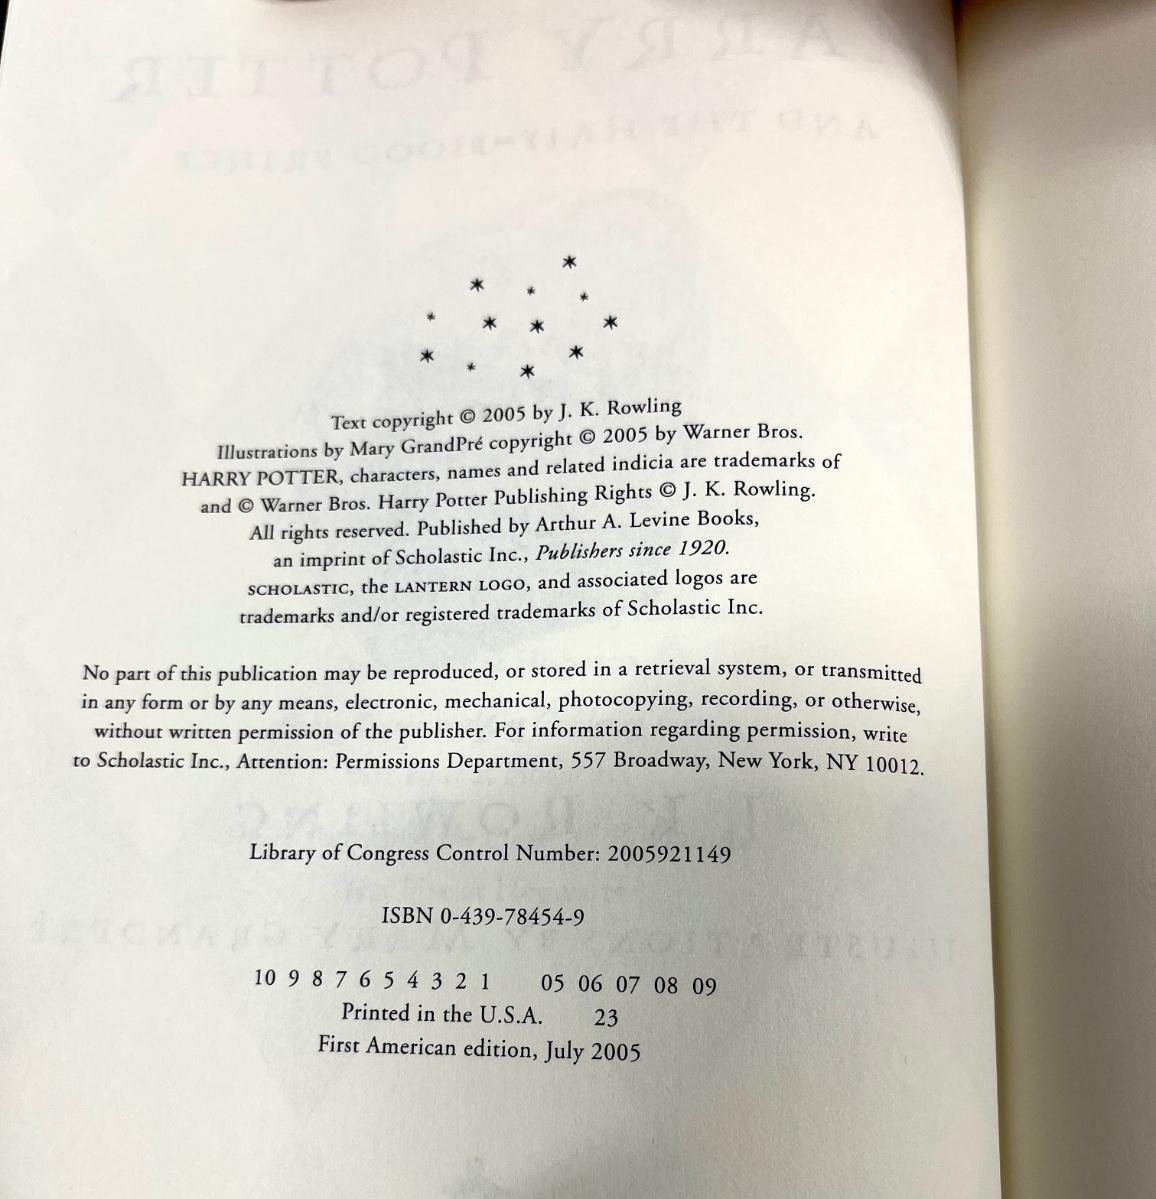 Text copyright © 2005 by J. K. Rowling
Illustrations by Mary GrandPré copyright © 2005 by Warner Bros.
HARRY POTTER, characters, names and related indicia are trademarks of
and © Warner Bros. Harry Potter Publishing Rights © J. K. Rowling.
All rights reserved. Published by Arthur A. Levine Books,
an imprint of Scholastic Inc., Publishers since 1920.
SCHOLASTIC, the LANTERN LOGO, and associated logos are
trademarks and/or registered trademarks of Scholastic Inc.
No part of this publication may be reproduced, or stored in a retrieval system, or transmitted
in any form or by any means, electronic, mechanical, photocopying, recording, or otherwise,
without written permission of the publisher. For information regarding permission, write
to Scholastic Inc., Attention: Permissions Department, 557 Broadway, New York, NY 10012.
Library of Congress Control Number: 2005921149
ISBN 0-439-78454-9
10 9 8 7 6 5 4 3 2 1 05 06 07 08 09
Printed in the U.S.A. 23
First American edition, July 2005